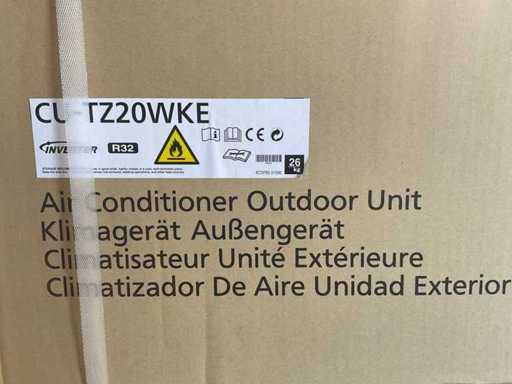 CU-TZ20WKE
INVERTER R32 CE 26 kg
Air Conditioner Outdoor Unit
Klimagerät Außengerät
Climatisateur Unité Extérieure
Climatizador De Aire Unidad Exterior